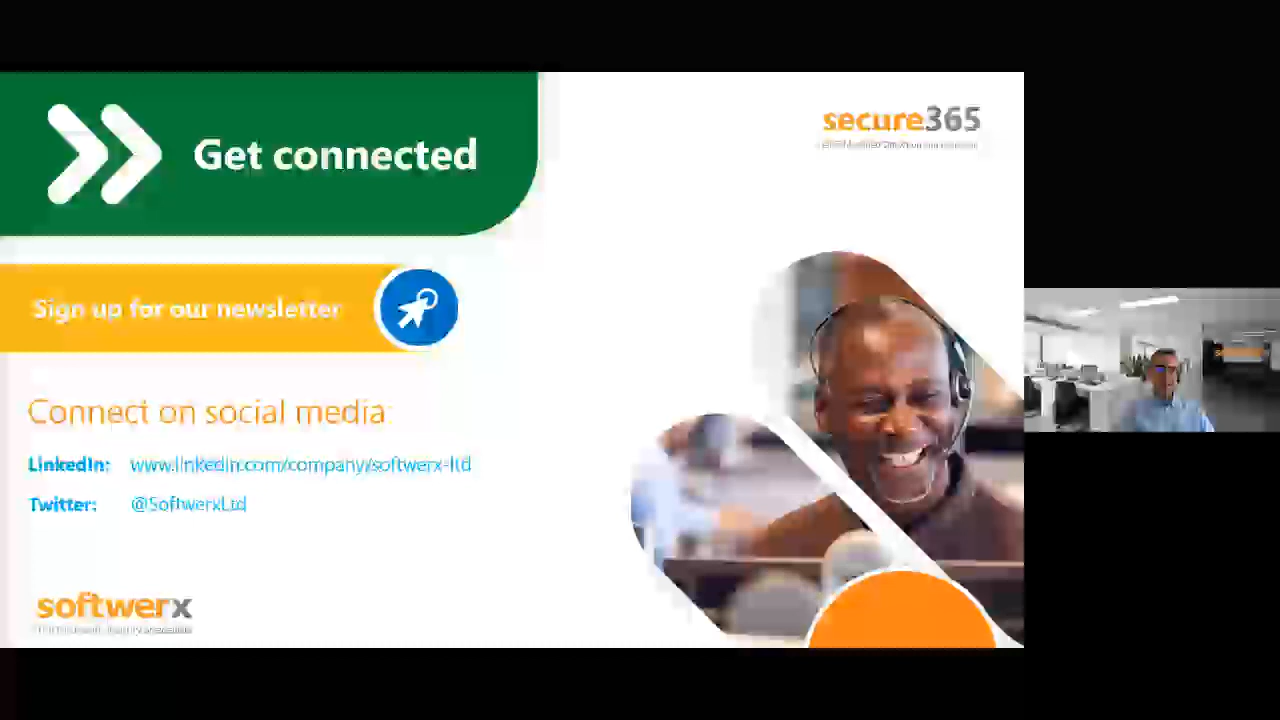 Get connected
secure365
Sign up for our newsletter
Connect on social media
LinkedIn: www.linkedin.com/company/softwerx-ltd
Twitter: @SoftwerxLtd
softwerx